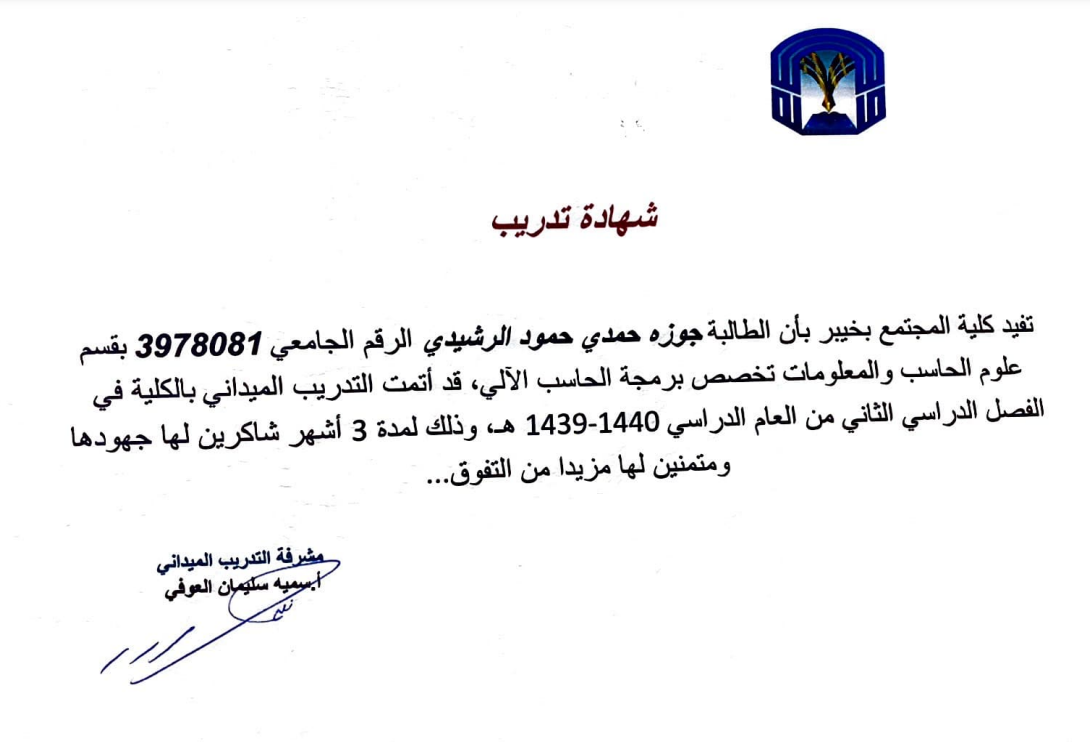 شهادة تدريب
تفيد كلية المجتمع بخيبر بأن الطالبة جوزه حمدي حمود الرشيدي الرقم الجامعي 3978081 بقسم
علوم الحاسب والمعلومات تخصص برمجة الحاسب الآلي، قد أتمت التدريب الميداني بالكلية في
الفصل الدراسي الثاني من العام الدراسي 1440-1439 هـ، وذلك لمدة 3 أشهر شاكرين لها جهودها
ومتمنين لها مزيدا من التفوق...
مشرفة التدريب الميداني
أ.سميه سليمان العوفي